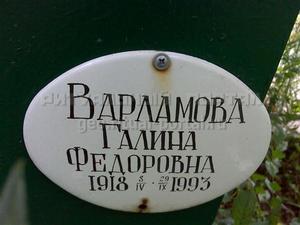 ВАРЛАМОВА
ГАЛИНА
ФЕДОРОВНА
1918 5/IV · 29/IX 1993